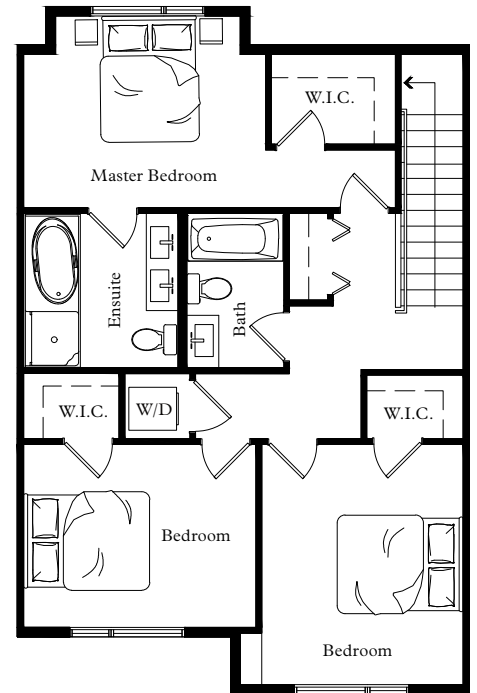 W.I.C.
Master Bedroom
Ensuite
Bath
W.I.C.
W/D
W.I.C.
Bedroom
Bedroom